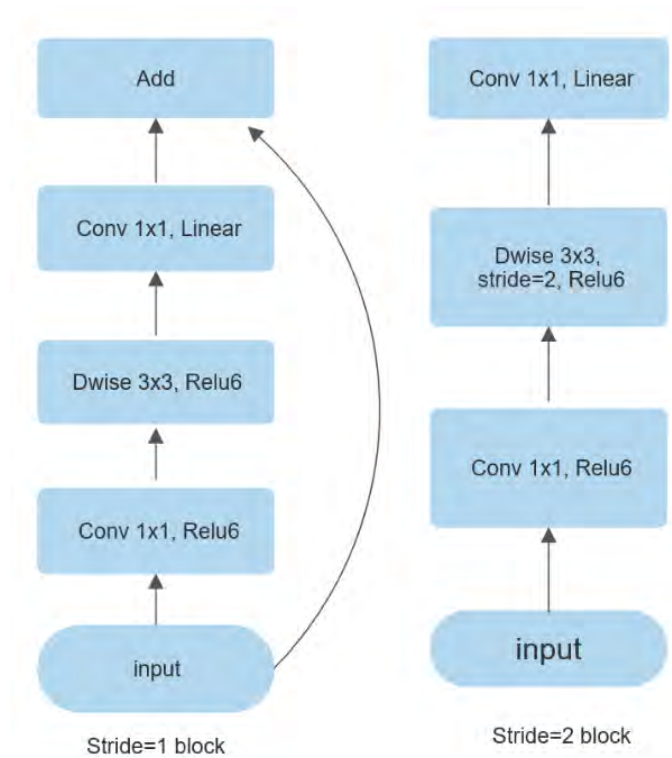 Add
Conv 1x1, Linear
Dwise 3x3, Relu6
Conv 1x1, Relu6
input
Stride=1 block
Conv 1x1, Linear
Dwise 3x3,
stride=2, Relu6
Conv 1x1, Relu6
input
Stride=2 block